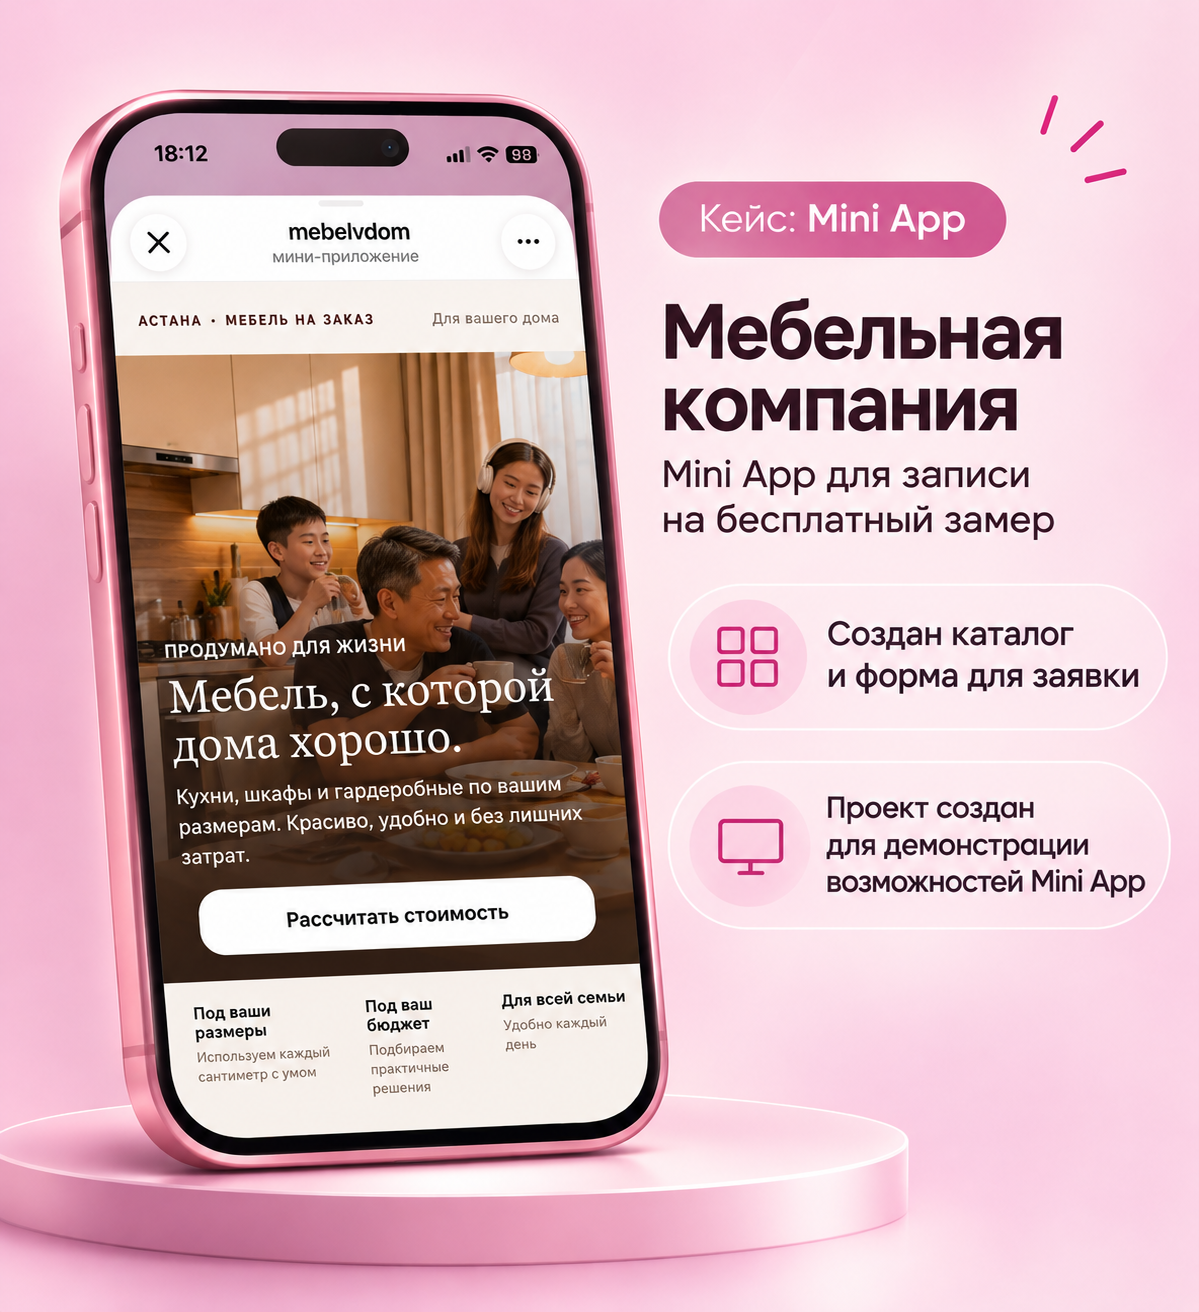 18:12
98
mebelvdom
мини-приложение
АСТАНА • МЕБЕЛЬ НА ЗАКАЗ
Для вашего дома
ПРОДУМАНО ДЛЯ ЖИЗНИ
Мебель, с которой
дома хорошо.
Кухни, шкафы и гардеробные по вашим
размерам. Красиво, удобно и без лишних
затрат.
Рассчитать стоимость
Под ваши
размеры
Используем каждый
сантиметр с умом
Под ваш
бюджет
Подбираем
практичные
решения
Для всей семьи
Удобно каждый
день
Кейс: Mini App
Мебельная
компания
Mini App для записи
на бесплатный замер
Создан каталог
и форма для заявки
Проект создан
для демонстрации
возможностей Mini App